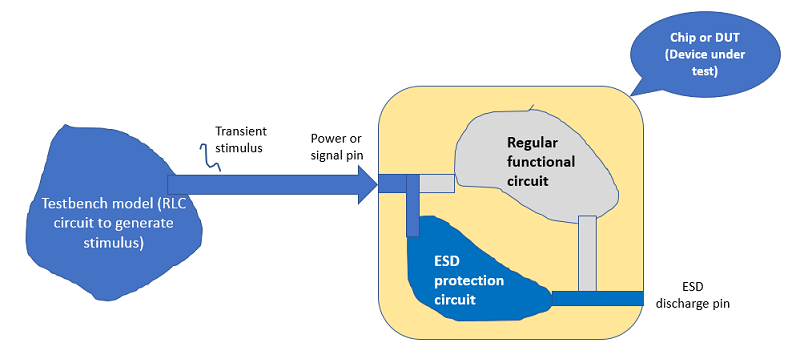 Chip or DUT
(Device under
test)
Transient
stimulus
Power or
signal pin
Regular
functional
circuit
Testbench model (RLC
circuit to generate
stimulus)
ESD
protection
circuit
ESD
discharge pin